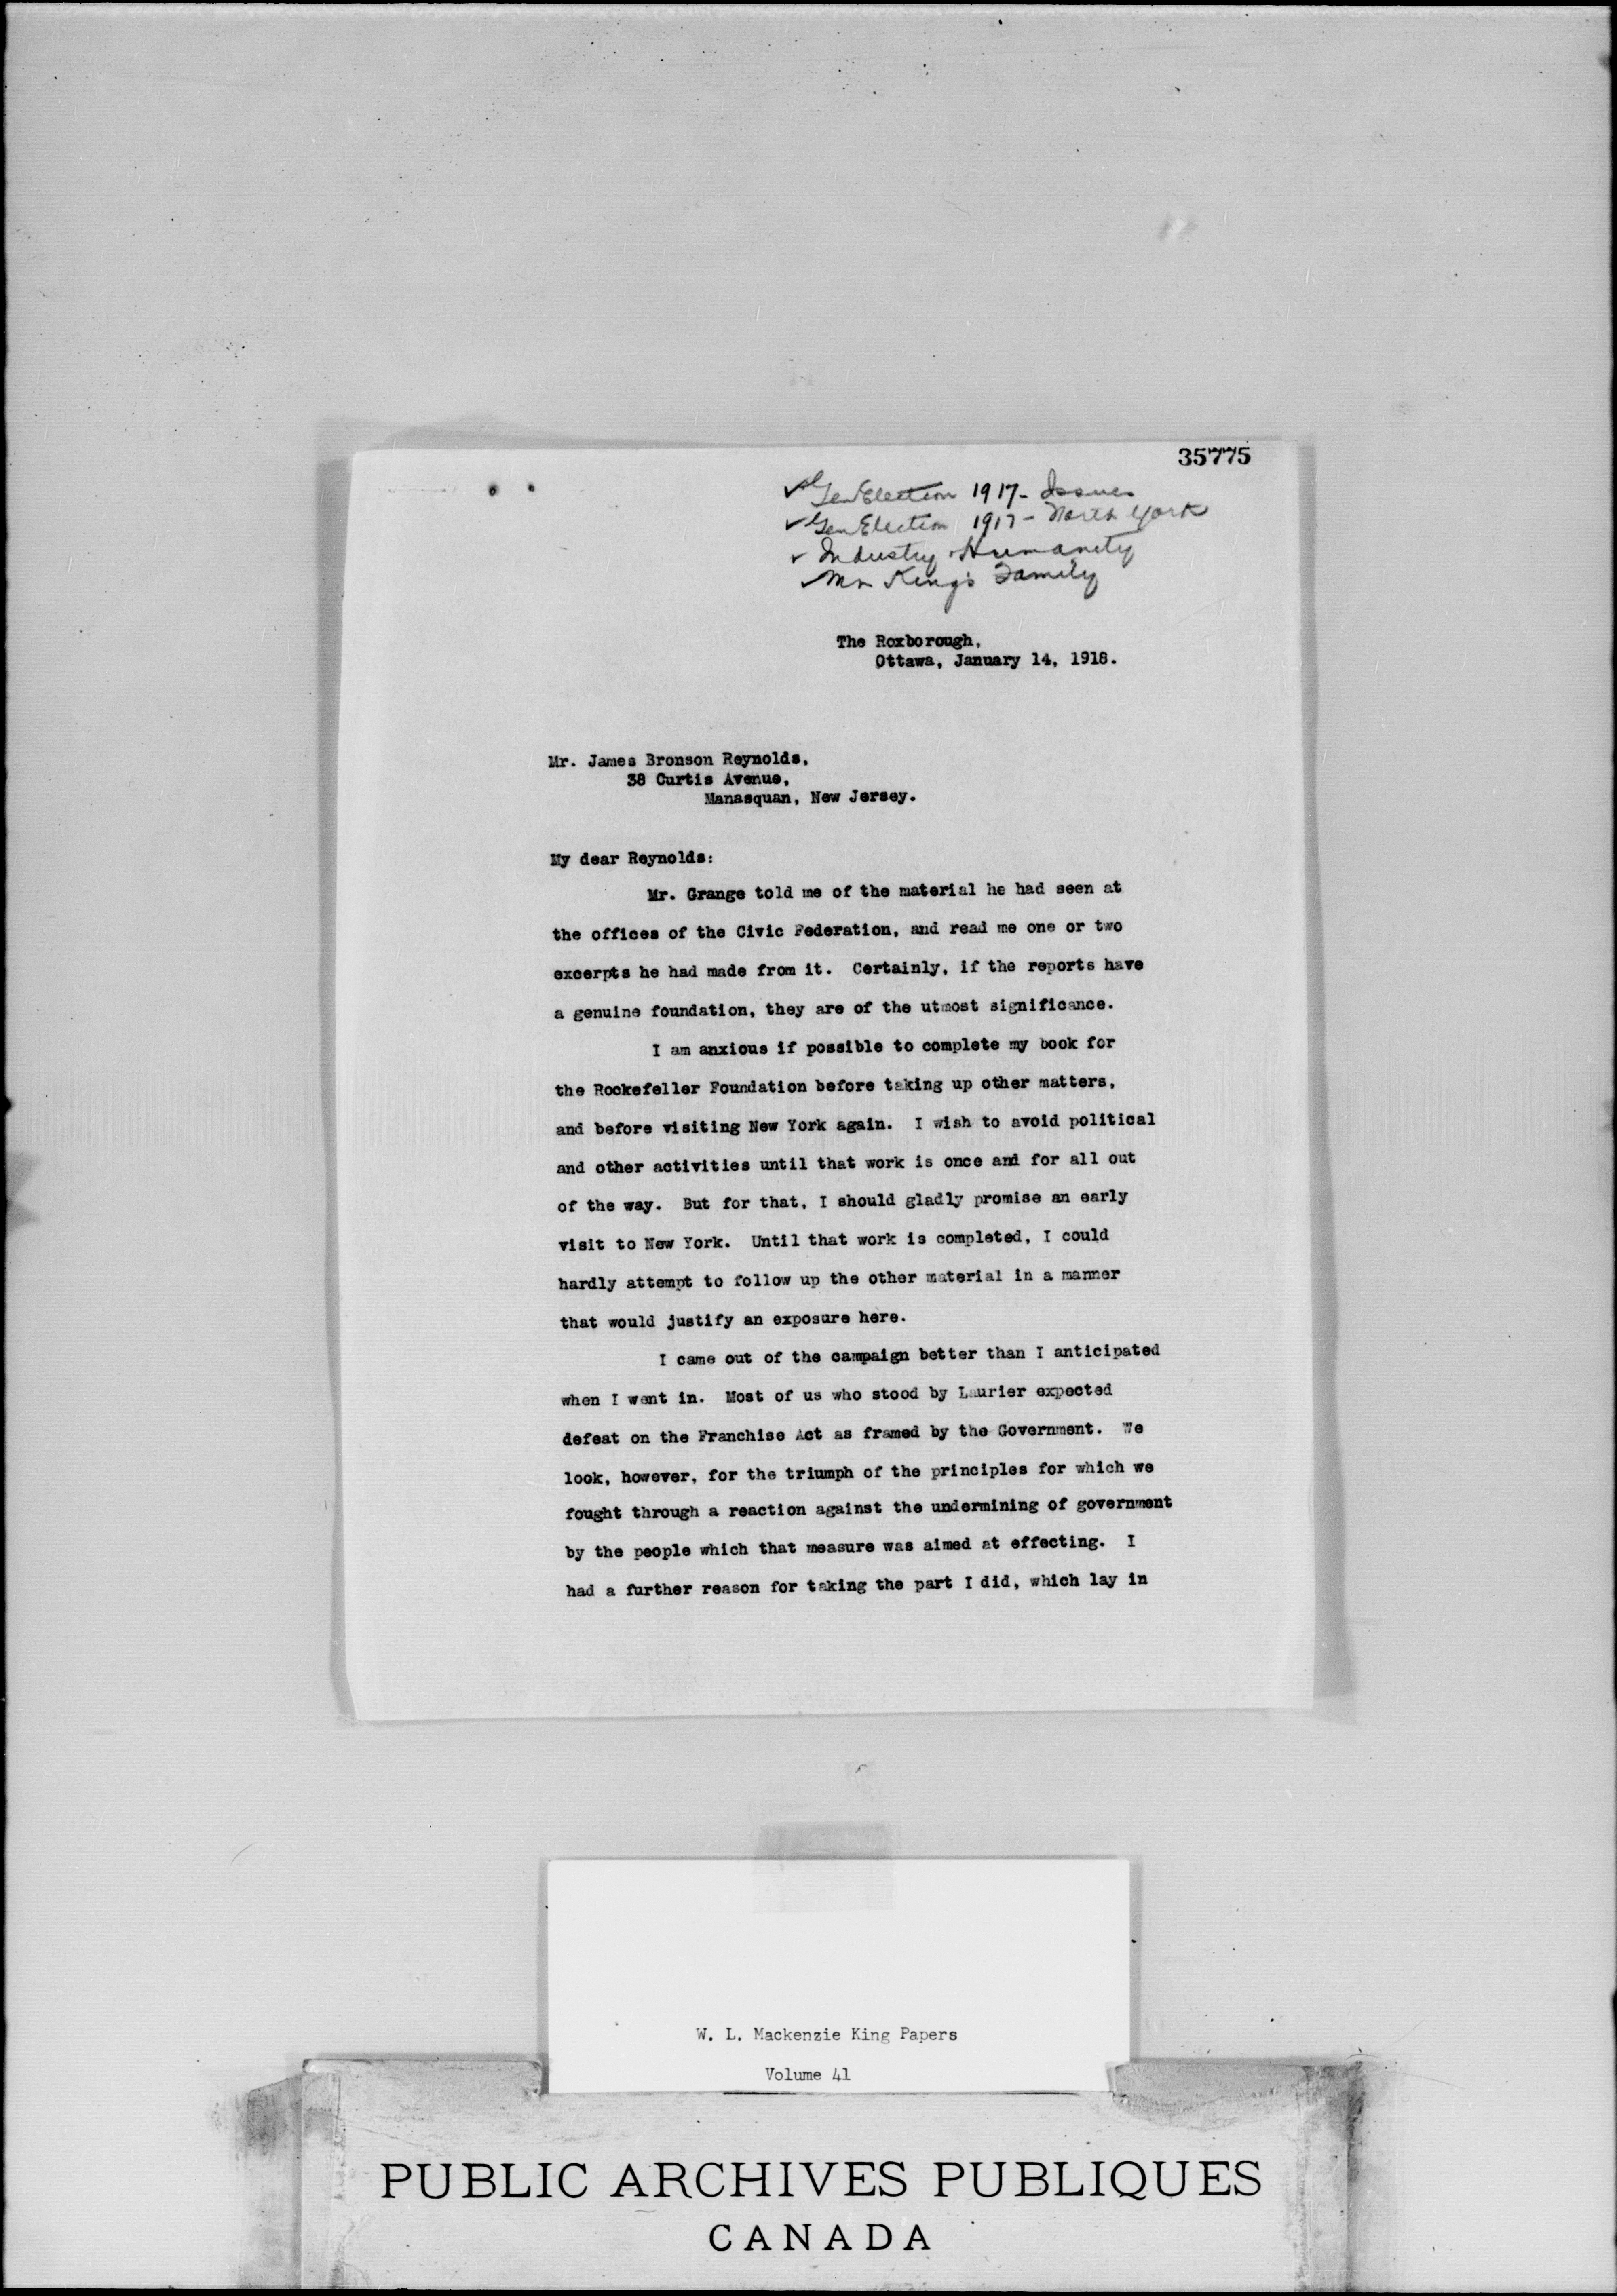 35775
✓Gen Election 1917- Issues
✓Gen Election 1917- North York
✓ Industry & Humanity
✓Mr King's Family
The Roxborough,
Ottawa, January 14, 1918.
Mr. James Bronson Reynolds,
38 Curtis Avenue,
Manasquan, New Jersey.
My dear Reynolds:
Mr. Grange told me of the material he had seen at
the offices of the Civic Federation, and read me one or two
excerpts he had made from it. Certainly, if the reports have
a genuine foundation, they are of the utmost significance.
I am anxious if possible to complete my book for
the Rockefeller Foundation before taking up other matters,
and before visiting New York again. I wish to avoid political
and other activities until that work is once and for all out
of the way. But for that, I should gladly promise an early
visit to New York. Until that work is completed, I could
hardly attempt to follow up the other material in a manner
that would justify an exposure here.
I came out of the campaign better than I anticipated
when I went in. Most of us who stood by Laurier expected
defeat on the Franchise Act as framed by the Government. We
look, however, for the triumph of the principles for which we
fought through a reaction against the undermining of government
by the people which that measure was aimed at effecting. I
had a further reason for taking the part I did, which lay in
W. L. Mackenzie King Papers
Volume 41
PUBLIC ARCHIVES PUBLIQUES
CANADA